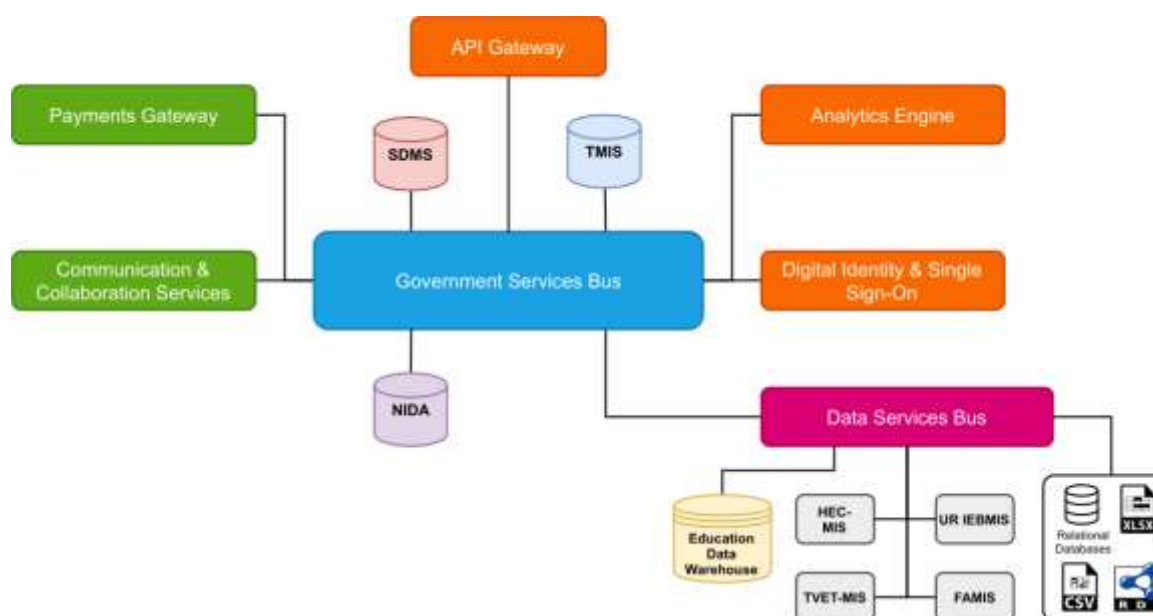 API Gateway
Payments Gateway
Analytics Engine
SDMS
TMIS
Communication &
Collaboration Services
Government Services Bus
Digital Identity & Single
Sign-On
NIDA
Data Services Bus
HEC-
MIS
UR IEBMIS
Education
Data
Warehouse
TVET-MIS
FAMIS
Relational
Databases
XLSX
CSV
R D